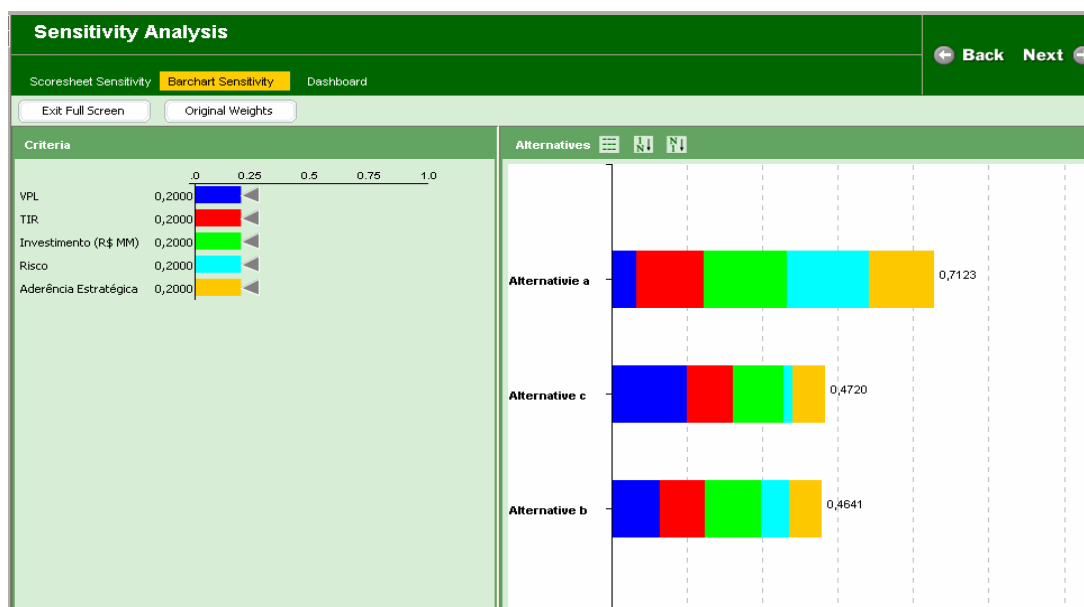 Sensitivity Analysis
Back Next
Scoresheet Sensitivity Barchart Sensitivity Dashboard
Exit Full Screen Original Weights
Criteria
.0 0.25 0.5 0.75 1.0
VPL 0,2000
TIR 0,2000
Investimento (R$ MM) 0,2000
Risco 0,2000
Aderência Estratégica 0,2000
Alternatives 1 N N 1
Alternativie a 0,7123
Alternative c 0,4720
Alternative b 0,4641